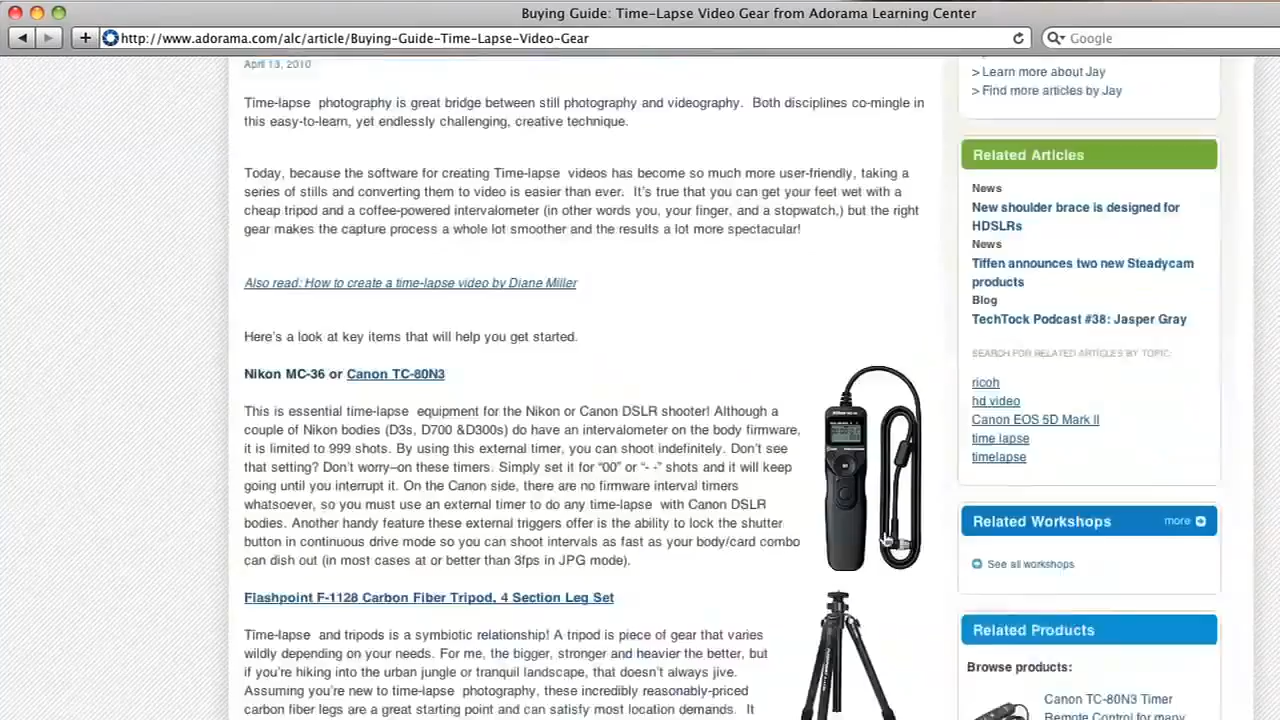 Buying Guide: Time-Lapse Video Gear from Adorama Learning Center
http://www.adorama.com/alc/article/Buying-Guide-Time-Lapse-Video-Gear
Google
April 13, 2010
Time-lapse photography is great bridge between still photography and videography. Both disciplines co-mingle in
this easy-to-learn, yet endlessly challenging, creative technique.
Today, because the software for creating Time-lapse videos has become so much more user-friendly, taking a
series of stills and converting them to video is easier than ever. It's true that you can get your feet wet with a
cheap tripod and a coffee-powered intervalometer (in other words you, your finger, and a stopwatch,) but the right
gear makes the capture process a whole lot smoother and the results a lot more spectacular!
Also read: How to create a time-lapse video by Diane Miller
Here's a look at key items that will help you get started.
Nikon MC-36 or Canon TC-80N3
This is essential time-lapse equipment for the Nikon or Canon DSLR shooter! Although a
couple of Nikon bodies (D3s, D700 &D300s) do have an intervalometer on the body firmware,
it is limited to 999 shots. By using this external timer, you can shoot indefinitely. Don't see
that setting? Don't worry–on these timers. Simply set it for “00” or “- -” shots and it will keep
going until you interrupt it. On the Canon side, there are no firmware interval timers
whatsoever, so you must use an external timer to do any time-lapse with Canon DSLR
bodies. Another handy feature these external triggers offer is the ability to lock the shutter
button in continuous drive mode so you can shoot intervals as fast as your body/card combo
can dish out (in most cases at or better than 3fps in JPG mode).
Flashpoint F-1128 Carbon Fiber Tripod, 4 Section Leg Set
Time-lapse and tripods is a symbiotic relationship! A tripod is piece of gear that varies
wildly depending on your needs. For me, the bigger, stronger and heavier the better, but
if you're hiking into the urban jungle or tranquil landscape, that doesn't always jive.
Assuming you're new to time-lapse photography, these incredibly reasonably-priced
carbon fiber legs are a great starting point and can satisfy most location demands. It
> Learn more about Jay
> Find more articles by Jay
Related Articles
News
New shoulder brace is designed for
HDSLRs
News
Tiffen announces two new Steadycam
products
Blog
TechTock Podcast #38: Jasper Gray
SEARCH FOR RELATED ARTICLES BY TOPIC:
ricoh
hd video
Canon EOS 5D Mark II
time lapse
timelapse
Related Workshops more
See all workshops
Related Products
Browse products:
Canon TC-80N3 Timer
Remote Control for many